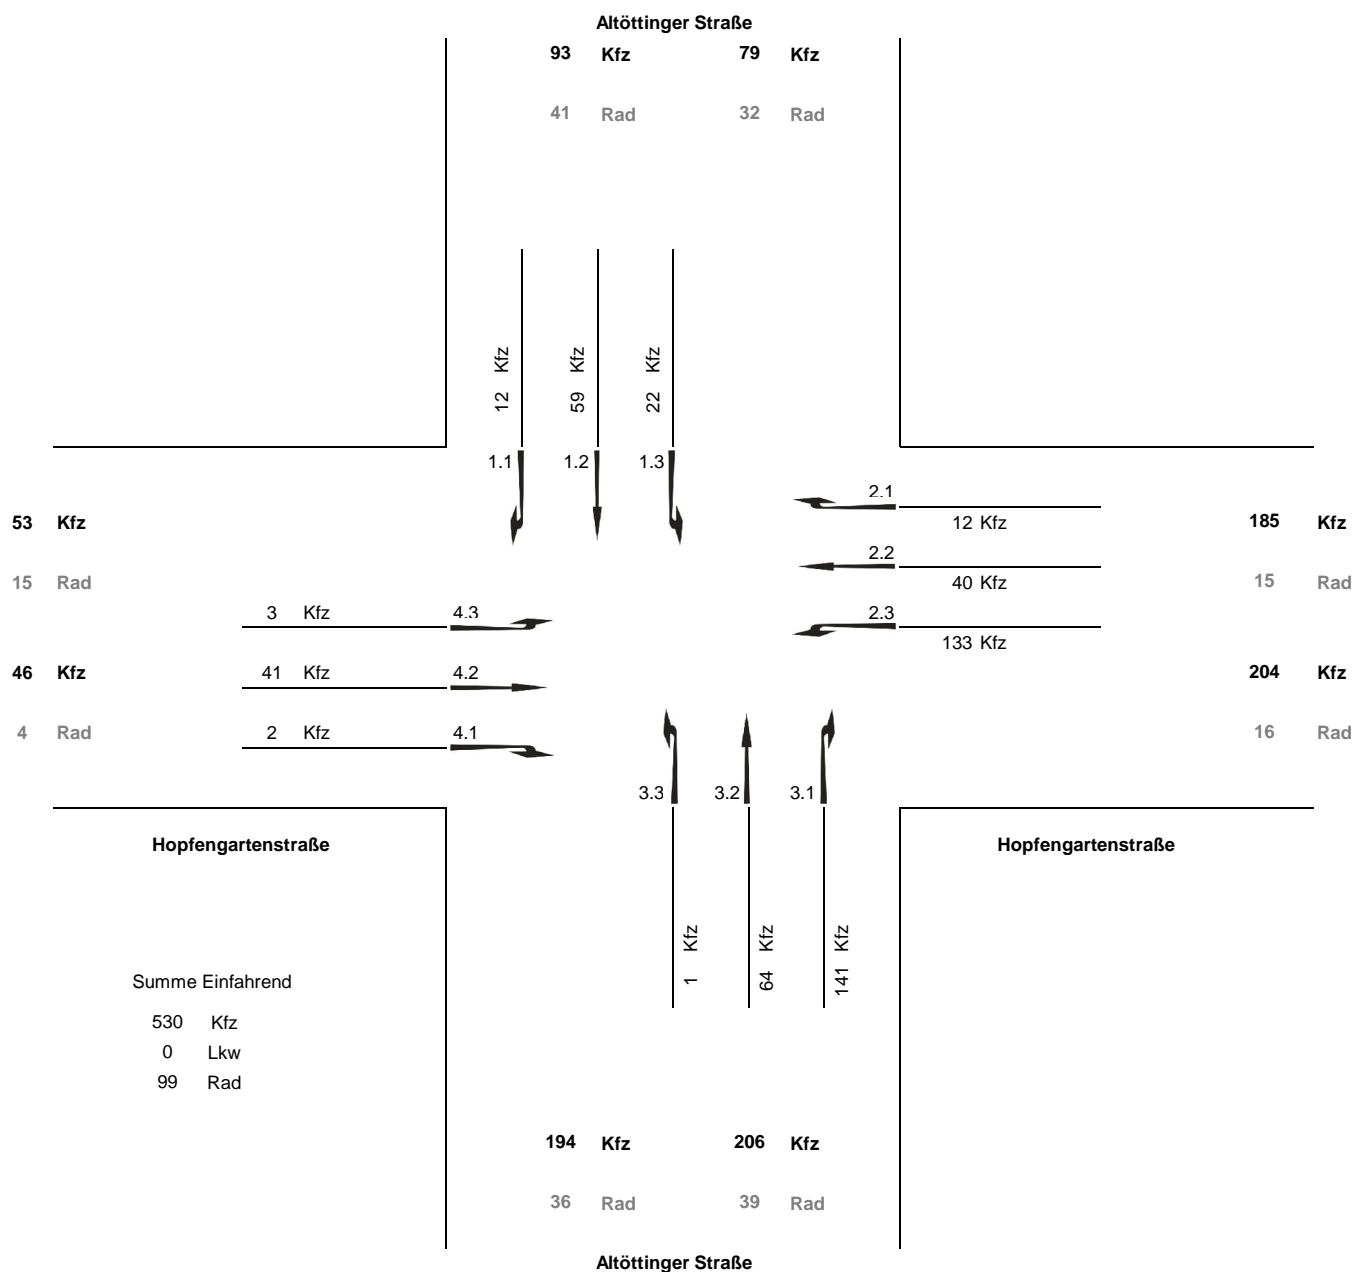 Altöttinger Straße
93 Kfz 79 Kfz
41 Rad 32 Rad
12 Kfz
59 Kfz
22 Kfz
1.1 1.2 1.3
2.1
12 Kfz
53 Kfz
185 Kfz
2.2
40 Kfz
15 Rad
15 Rad
3 Kfz 4.3
2.3
133 Kfz
46 Kfz
41 Kfz 4.2
204 Kfz
4 Rad
2 Kfz 4.1
16 Rad
3.3 3.2 3.1
Hopfengartenstraße
Hopfengartenstraße
1 Kfz
64 Kfz
141 Kfz
Summe Einfahrend
530 Kfz
0 Lkw
99 Rad
194 Kfz 206 Kfz
36 Rad 39 Rad
Altöttinger Straße